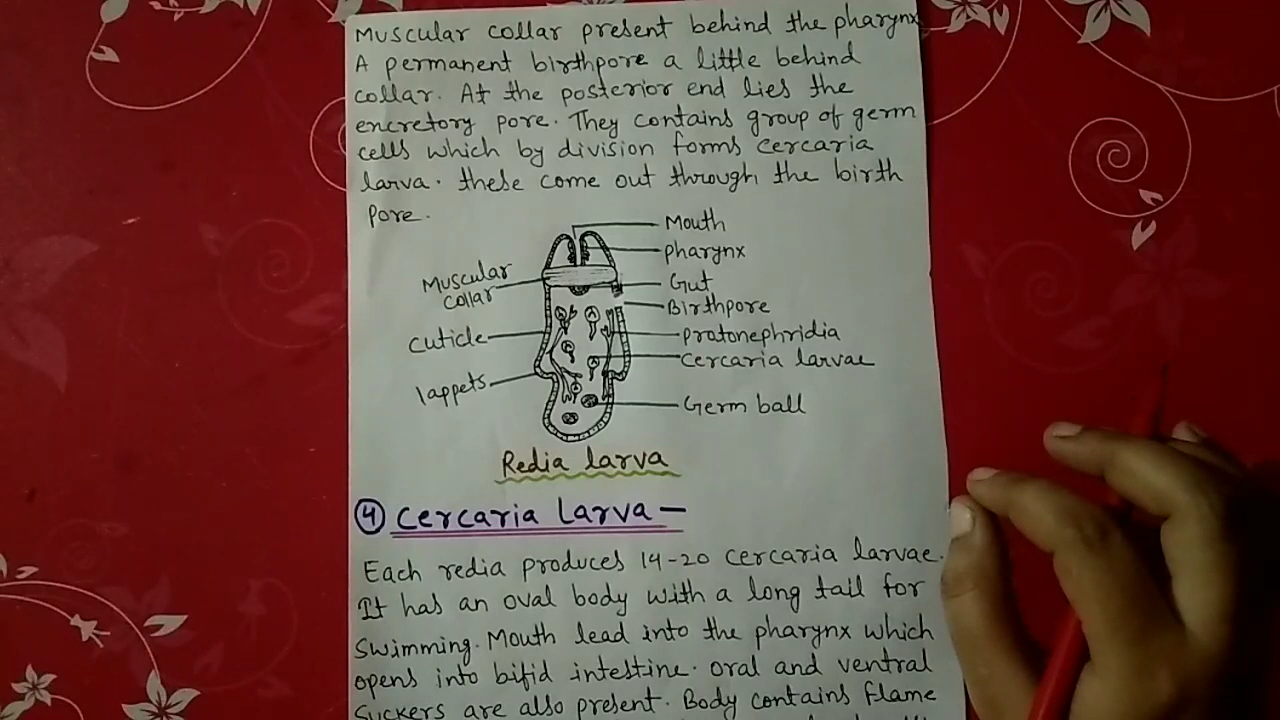 Muscular collar present behind the pharynx
A permanent birthpore a little behind
collar. At the posterior end lies the
encretory pore. They contains group of germ
cells which by division forms cercaria
larva. these come out through the birth
pore.
Mouth
pharynx
Muscular
collar
Gut
Birthpore
cuticle
protonephridia
cercaria larvae
lappets
Germ ball
Redia larva
4 Cercaria Larva –
Each redia produces 14-20 cercaria larvae.
It has an oval body with a long tail for
swimming. Mouth lead into the pharynx which
opens into bifid intestine. oral and ventral
suckers are also present. Body contains flame